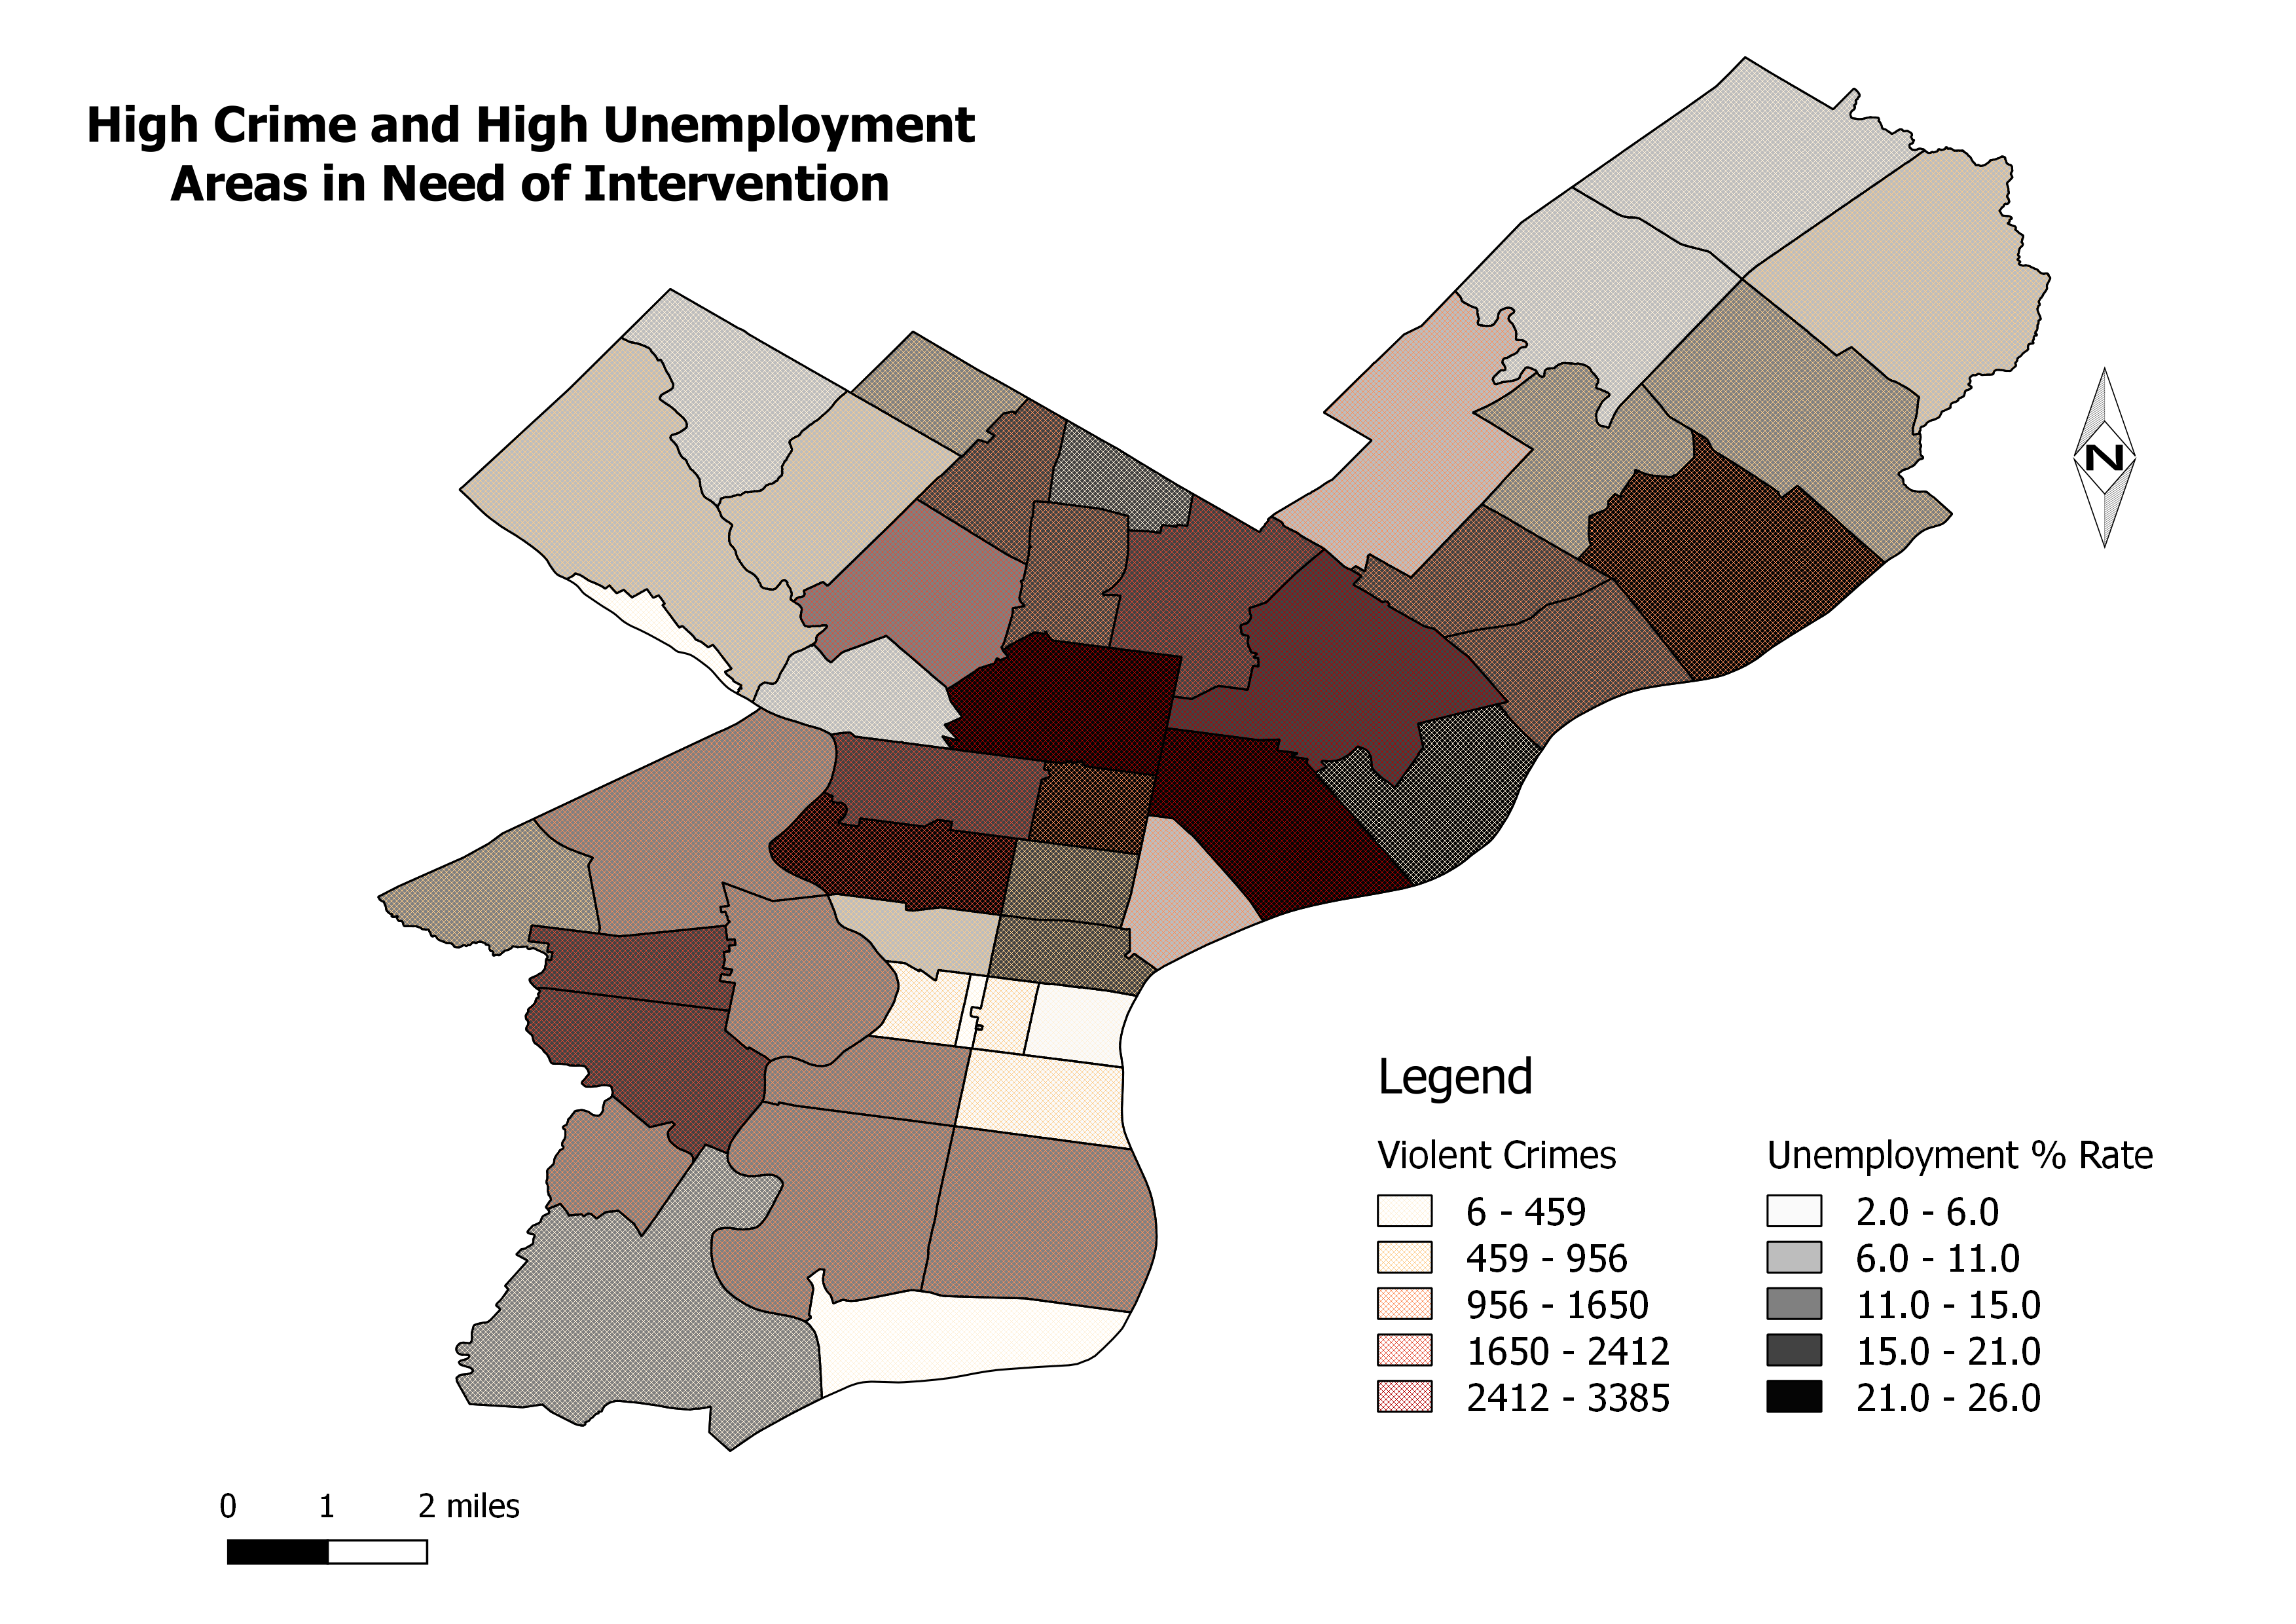 High Crime and High Unemployment
Areas in Need of Intervention
N
Legend
Violent Crimes
6 - 459
459 - 956
956 - 1650
1650 - 2412
2412 - 3385
Unemployment % Rate
2.0 - 6.0
6.0 - 11.0
11.0 - 15.0
15.0 - 21.0
21.0 - 26.0
0 1 2 miles